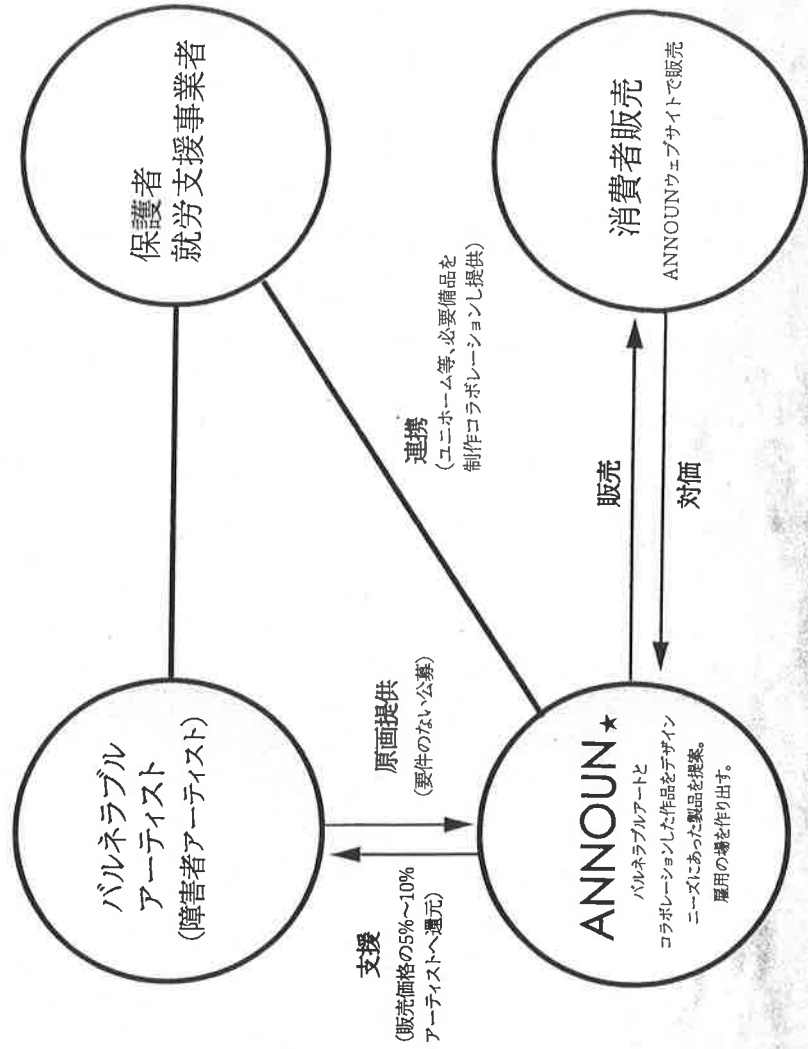 バルネラブル
アーティスト
(障害者アーティスト)
保護者
就労支援事業者
支援
(販売価格の5%〜10%
アーティストへ還元)
原画提供
(要件のない公募)
連携
(ユニホーム等、必要備品を
制作コラボレーションし提供)
ANNOUN★
バルネラブルアートと
コラボレーションした作品をデザイン
ニーズにあった製品を提案。
雇用の場を作り出す。
販売
対価
消費者販売
ANNOUNウェブサイトで販売